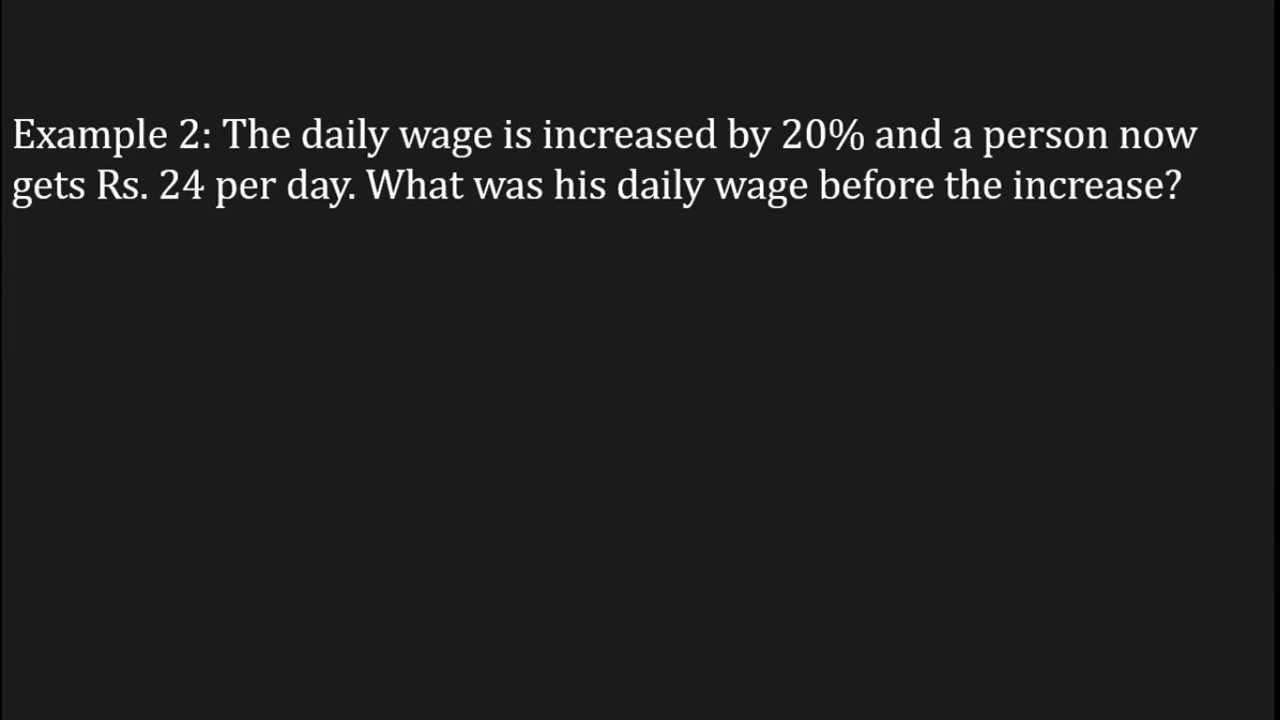 Example 2: The daily wage is increased by 20% and a person now
gets Rs. 24 per day. What was his daily wage before the increase?